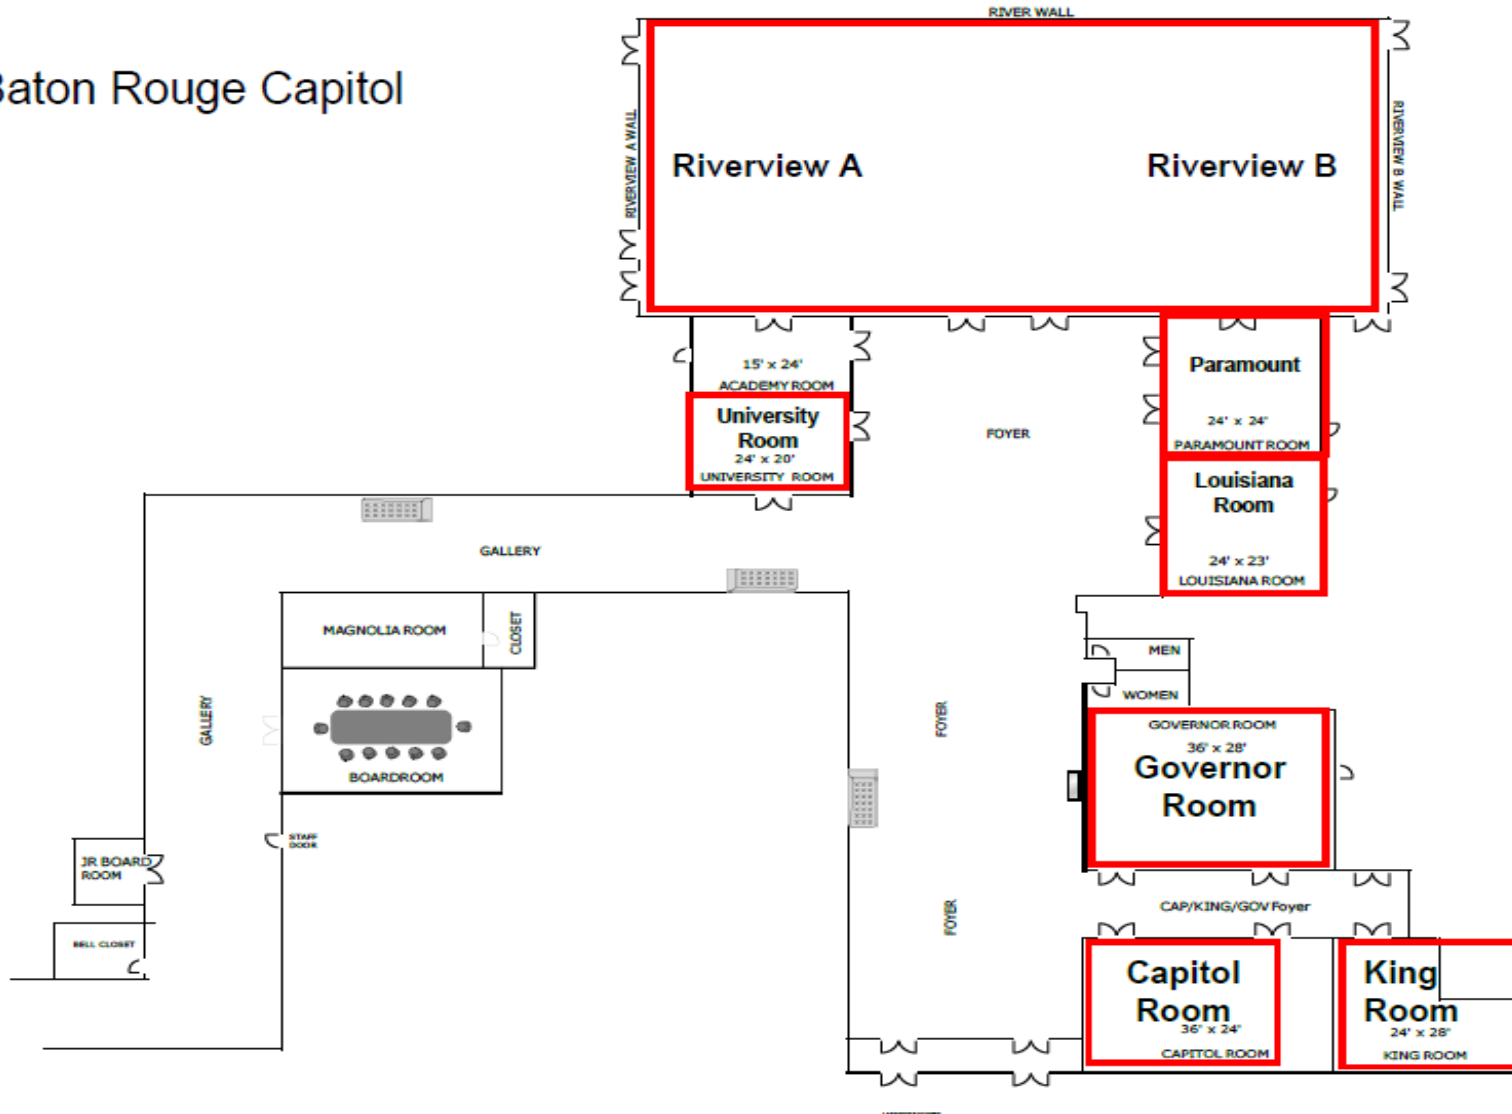 RIVER WALL
Baton Rouge Capitol
RIVERVIEW A WALL
Riverview A
Riverview B
RIVERVIEW B WALL
15' x 24'
ACADEMY ROOM
University
Room
24' x 20'
UNIVERSITY ROOM
FOYER
Paramount
24' x 24'
PARAMOUNT ROOM
Louisiana
Room
24' x 23'
LOUISIANA ROOM
GALLERY
MAGNOLIA ROOM
CLOSET
MEN
WOMEN
GALLERY
BOARDROOM
FOYER
GOVERNOR ROOM
36' x 28'
Governor
Room
STAFF
DOOR
JR BOARD
ROOM
BELL CLOSET
FOYER
CAP/KING/GOV Foyer
Capitol
Room
36' x 24'
CAPITOL ROOM
King
Room
24' x 28'
KING ROOM